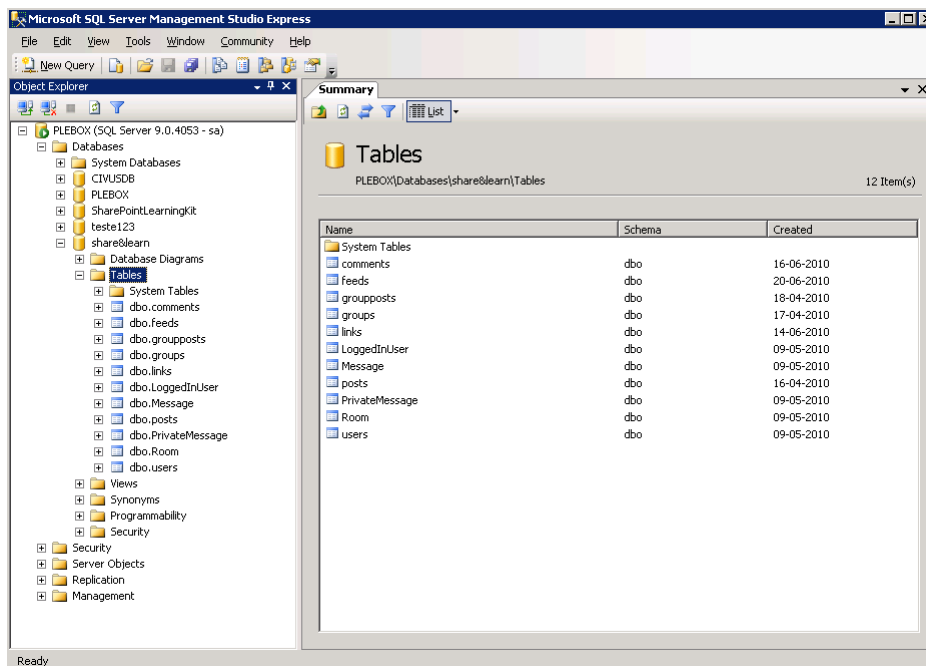 Microsoft SQL Server Management Studio Express
File Edit View Tools Window Community Help
New Query
Object Explorer
PLEBOX (SQL Server 9.0.4053 - sa)
Databases
System Databases
CIVUSDB
PLEBOX
SharePointLearningKit
teste123
share&learn
Database Diagrams
Tables
System Tables
dbo.comments
dbo.feeds
dbo.groupposts
dbo.groups
dbo.links
dbo.LoggedInUser
dbo.Message
dbo.posts
dbo.PrivateMessage
dbo.Room
dbo.users
Views
Synonyms
Programmability
Security
Security
Server Objects
Replication
Management
Summary
List
Tables
PLEBOX\Databases\share&learn\Tables 12 Item(s)
Name Schema Created
System Tables
comments dbo 16-06-2010
feeds dbo 20-06-2010
groupposts dbo 18-04-2010
groups dbo 17-04-2010
links dbo 14-06-2010
LoggedInUser dbo 09-05-2010
Message dbo 09-05-2010
posts dbo 16-04-2010
PrivateMessage dbo 09-05-2010
Room dbo 09-05-2010
users dbo 09-05-2010
Ready